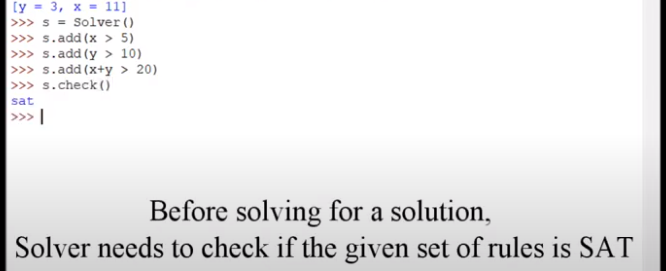 [y = 3, x = 11]
>>> s = Solver()
>>> s.add(x > 5)
>>> s.add(y > 10)
>>> s.add(x+y > 20)
>>> s.check()
sat
>>>
Before solving for a solution,
Solver needs to check if the given set of rules is SAT